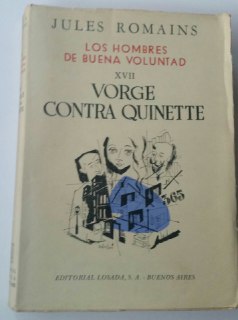 JULES ROMAINS
LOS HOMBRES
DE BUENA VOLUNTAD
XVII
VORGE
CONTRA QUINETTE
365
EDITORIAL LOSADA, S. A. - BUENOS AIRES